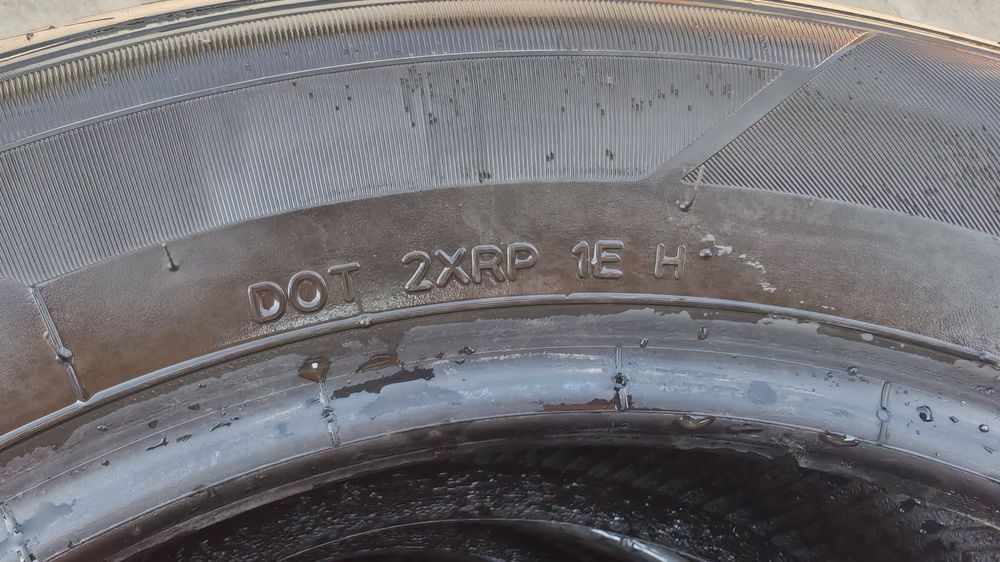 DOT 2XRP 1E H